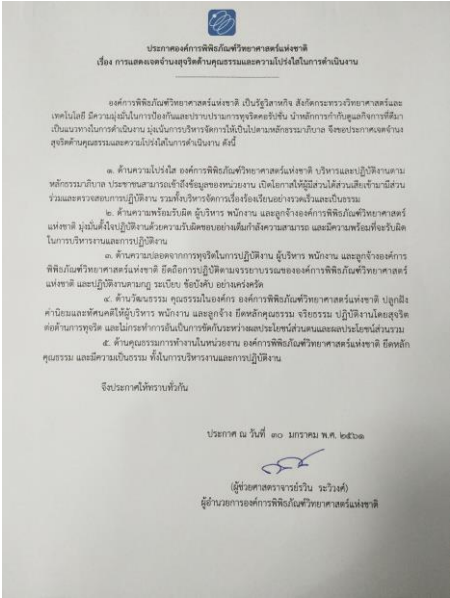 ประกาศองค์การพิพิธภัณฑ์วิทยาศาสตร์แห่งชาติ
เรื่อง การแสดงเจตจำนงสุจริตด้านคุณธรรมและความโปร่งใสในการดำเนินงาน
องค์การพิพิธภัณฑ์วิทยาศาสตร์แห่งชาติ เป็นรัฐวิสาหกิจ สังกัดกระทรวงวิทยาศาสตร์และ
เทคโนโลยี มีความมุ่งมั่นในการป้องกันและปราบปรามการทุจริตคอรัปชั่น นำหลักการกำกับดูแลกิจการที่ดีมา
เป็นแนวทางในการดำเนินงาน มุ่งเน้นการบริหารจัดการให้เป็นไปตามหลักธรรมาภิบาล จึงขอประกาศเจตจำนง
สุจริตด้านคุณธรรมและความโปร่งใสในการดำเนินงาน ดังนี้
๑. ด้านความโปร่งใส องค์การพิพิธภัณฑ์วิทยาศาสตร์แห่งชาติ บริหารและปฏิบัติงานตาม
หลักธรรมาภิบาล ประชาชนสามารถเข้าถึงข้อมูลของหน่วยงาน เปิดโอกาสให้ผู้มีส่วนได้ส่วนเสียเข้ามามีส่วน
ร่วมและตรวจสอบการปฏิบัติงาน รวมทั้งบริหารจัดการเรื่องร้องเรียนอย่างรวดเร็วและเป็นธรรม
๒. ด้านความพร้อมรับผิด ผู้บริหาร พนักงาน และลูกจ้างองค์การพิพิธภัณฑ์วิทยาศาสตร์
แห่งชาติ มุ่งมั่นตั้งใจปฏิบัติงานด้วยความรับผิดชอบอย่างเต็มกำลังความสามารถ และมีความพร้อมที่จะรับผิด
ในการบริหารงานและการปฏิบัติงาน
๓. ด้านความปลอดจากการทุจริตในการปฏิบัติงาน ผู้บริหาร พนักงาน และลูกจ้างองค์การ
พิพิธภัณฑ์วิทยาศาสตร์แห่งชาติ ยึดถือการปฏิบัติตามจรรยาบรรณขององค์การพิพิธภัณฑ์วิทยาศาสตร์
แห่งชาติ และปฏิบัติงานตามกฎ ระเบียบ ข้อบังคับ อย่างเคร่งครัด
๔. ด้านวัฒนธรรม คุณธรรมในองค์กร องค์การพิพิธภัณฑ์วิทยาศาสตร์แห่งชาติ ปลูกฝัง
ค่านิยมและทัศนคติให้ผู้บริหาร พนักงาน และลูกจ้าง ยึดหลักคุณธรรม จริยธรรม ปฏิบัติงานโดยสุจริต
ต่อต้านการทุจริต และไม่กระทำการอันเป็นการขัดกันระหว่างผลประโยชน์ส่วนตนและผลประโยชน์ส่วนรวม
๕. ด้านคุณธรรมการทำงานในหน่วยงาน องค์การพิพิธภัณฑ์วิทยาศาสตร์แห่งชาติ ยึดหลัก
คุณธรรม และมีความเป็นธรรม ทั้งในการบริหารงานและการปฏิบัติงาน
จึงประกาศให้ทราบทั่วกัน
ประกาศ ณ วันที่ ๓๐ มกราคม พ.ศ. ๒๕๖๑
(ผู้ช่วยศาสตราจารย์รวิน ระวิวงศ์)
ผู้อำนวยการองค์การพิพิธภัณฑ์วิทยาศาสตร์แห่งชาติ